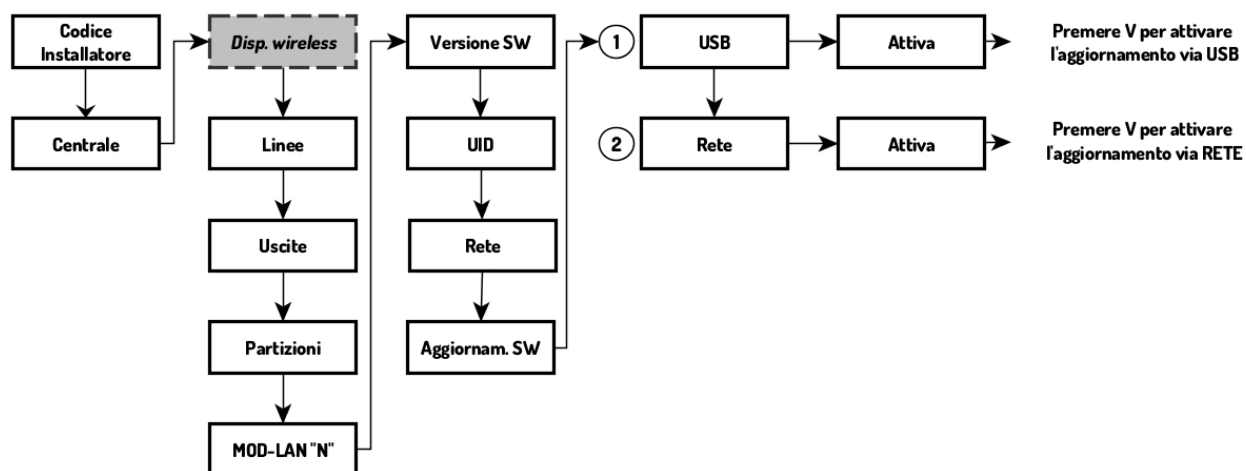 Codice
Installatore
Centrale
Disp. wireless
Linee
Uscite
Partizioni
MOD-LAN "N"
Versione SW
UID
Rete
Aggiornam. SW
1
USB
Attiva
Premere V per attivare
l'aggiornamento via USB
2
Rete
Attiva
Premere V per attivare
l'aggiornamento via RETE